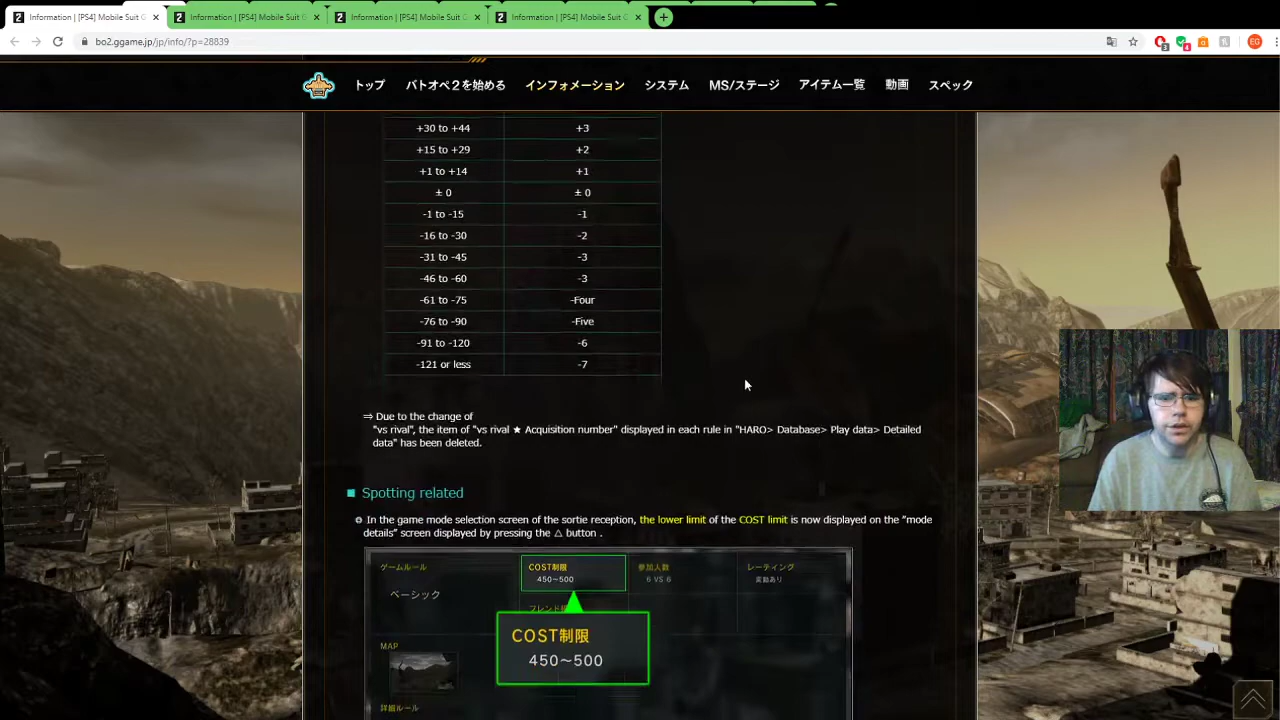 Information | [PS4] Mobile Suit G
Information | [PS4] Mobile Suit G
Information | [PS4] Mobile Suit G
Information | [PS4] Mobile Suit G
bo2.ggame.jp/jp/info/?p=28839
トップ バトオペ２を始める インフォメーション システム MS/ステージ アイテム一覧 動画 スペック
+30 to +44 +3
+15 to +29 +2
+1 to +14 +1
± 0 ± 0
-1 to -15 -1
-16 to -30 -2
-31 to -45 -3
-46 to -60 -3
-61 to -75 -Four
-76 to -90 -Five
-91 to -120 -6
-121 or less -7
⇒ Due to the change of
"vs rival", the item of "vs rival ★ Acquisition number" displayed in each rule in "HARO> Database> Play data> Detailed
data" has been deleted.
■ Spotting related
In the game mode selection screen of the sortie reception, the lower limit of the COST limit is now displayed on the "mode
details" screen displayed by pressing the △ button .
ゲームルール COST制限 参加人数 レーティング
450～500 6 VS 6 変動あり
ベーシック
COST制限
450～500
MAP
詳細ルール